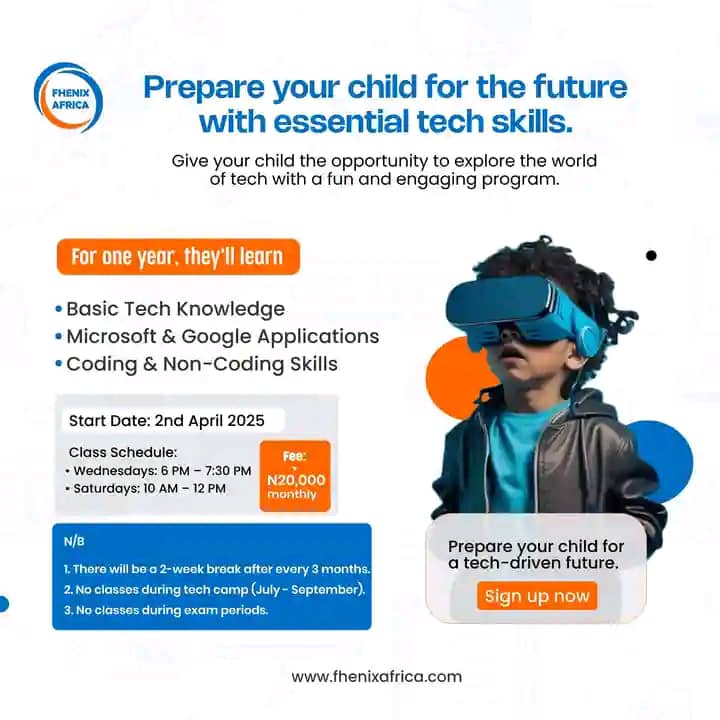 FHENIX
AFRICA
Prepare your child for the future
with essential tech skills.
Give your child the opportunity to explore the world
of tech with a fun and engaging program.
For one year, they'll learn
• Basic Tech Knowledge
• Microsoft & Google Applications
• Coding & Non-Coding Skills
Start Date: 2nd April 2025
Class Schedule:
• Wednesdays: 6 PM – 7:30 PM
• Saturdays: 10 AM – 12 PM
Fee:
N20,000
monthly
N/B
1. There will be a 2-week break after every 3 months.
2. No classes during tech camp (July - September).
3. No classes during exam periods.
Prepare your child for
a tech-driven future.
Sign up now
www.fhenixafrica.com